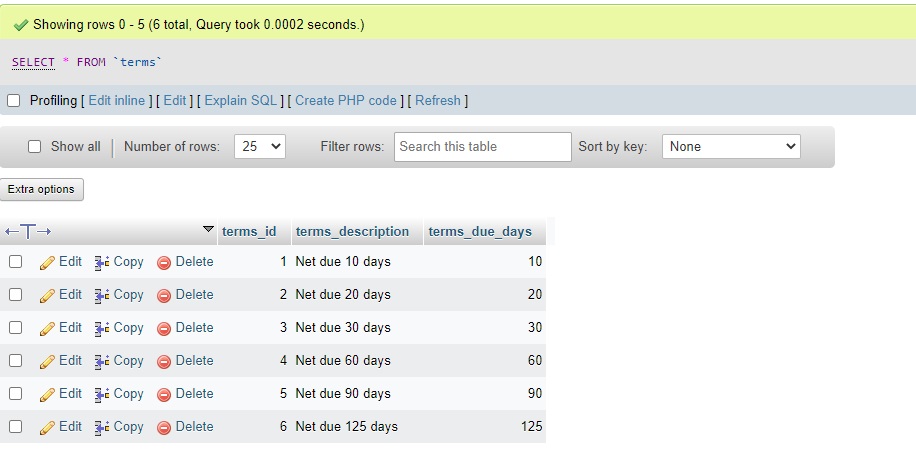 Showing rows 0 - 5 (6 total, Query took 0.0002 seconds.)
SELECT * FROM `terms`
Profiling [ Edit inline ] [ Edit ] [ Explain SQL ] [ Create PHP code ] [ Refresh ]
Show all Number of rows: 25 Filter rows: Search this table Sort by key: None
Extra options
←T→ terms_id terms_description terms_due_days
Edit Copy Delete 1 Net due 10 days 10
Edit Copy Delete 2 Net due 20 days 20
Edit Copy Delete 3 Net due 30 days 30
Edit Copy Delete 4 Net due 60 days 60
Edit Copy Delete 5 Net due 90 days 90
Edit Copy Delete 6 Net due 125 days 125